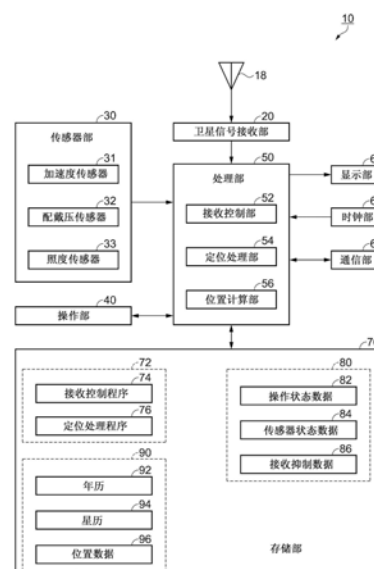 10
18
20
卫星信号接收部
30
传感器部
31
加速度传感器
32
配戴压传感器
33
照度传感器
40
操作部
50
处理部
52
接收控制部
54
定位处理部
56
位置计算部
显示部
时钟部
通信部
72
74
接收控制程序
76
定位处理程序
80
82
操作状态数据
84
传感器状态数据
86
接收抑制数据
90
92
年历
94
星历
96
位置数据
存储部